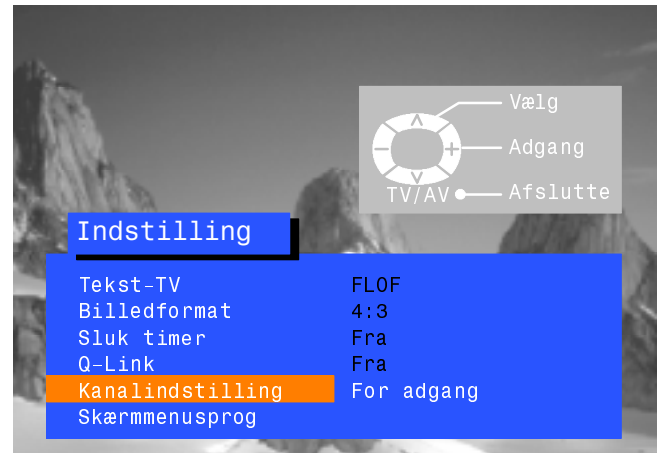 Vælg
Adgang
TV/AV Afslutte
Indstilling
Tekst-TV FLOF
Billedformat 4:3
Sluk timer Fra
Q-Link Fra
Kanalindstilling For adgang
Skærmmenusprog